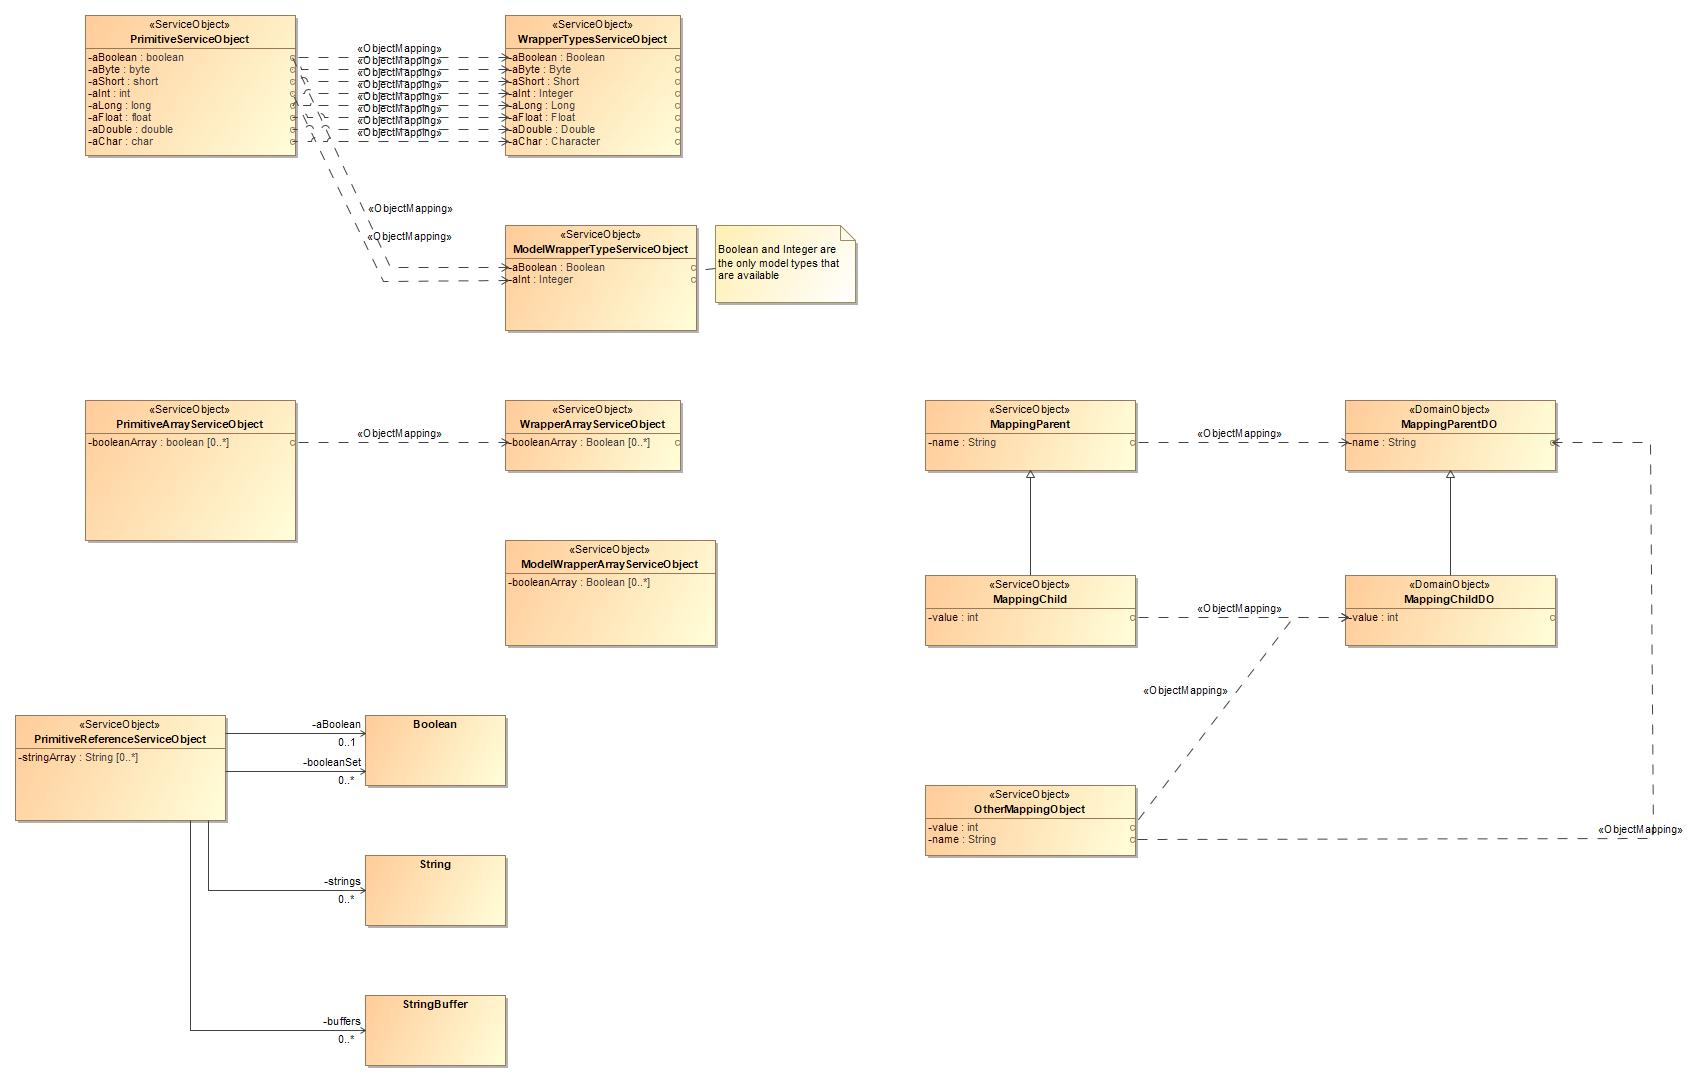 «ServiceObject»
PrimitiveServiceObject
-aBoolean : boolean
-aByte : byte
-aShort : short
-aInt : int
-aLong : long
-aFloat : float
-aDouble : double
-aChar : char
«ObjectMapping»
«ObjectMapping»
«ObjectMapping»
«ObjectMapping»
«ObjectMapping»
«ObjectMapping»
«ObjectMapping»
«ObjectMapping»
«ServiceObject»
WrapperTypesServiceObject
-aBoolean : Boolean
-aByte : Byte
-aShort : Short
-aInt : Integer
-aLong : Long
-aFloat : Float
-aDouble : Double
-aChar : Character
«ObjectMapping»
«ObjectMapping»
«ServiceObject»
ModelWrapperTypeServiceObject
-aBoolean : Boolean
-aInt : Integer
Boolean and Integer are
the only model types that
are available
«ServiceObject»
PrimitiveArrayServiceObject
-booleanArray : boolean [0..*]
«ObjectMapping»
«ServiceObject»
WrapperArrayServiceObject
-booleanArray : Boolean [0..*]
«ServiceObject»
ModelWrapperArrayServiceObject
-booleanArray : Boolean [0..*]
«ServiceObject»
MappingParent
-name : String
«ObjectMapping»
«DomainObject»
MappingParentDO
-name : String
«ServiceObject»
MappingChild
-value : int
«ObjectMapping»
«DomainObject»
MappingChildDO
-value : int
«ObjectMapping»
«ServiceObject»
OtherMappingObject
-value : int
-name : String
«ObjectMapping»
«ServiceObject»
PrimitiveReferenceServiceObject
-stringArray : String [0..*]
-aBoolean
0..1
-booleanSet
0..*
Boolean
-strings
0..*
String
-buffers
0..*
StringBuffer